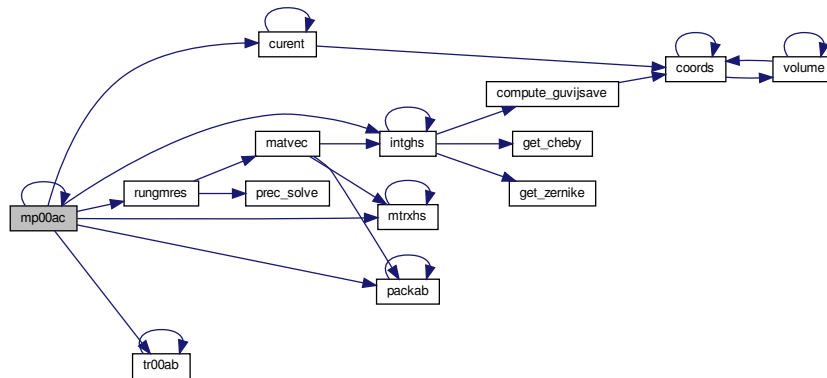 curent
coords
volume
compute_guvijsave
matvec
intghs
get_cheby
rungmres
prec_solve
get_zernike
mp00ac
mtrxhs
packab
tr00ab